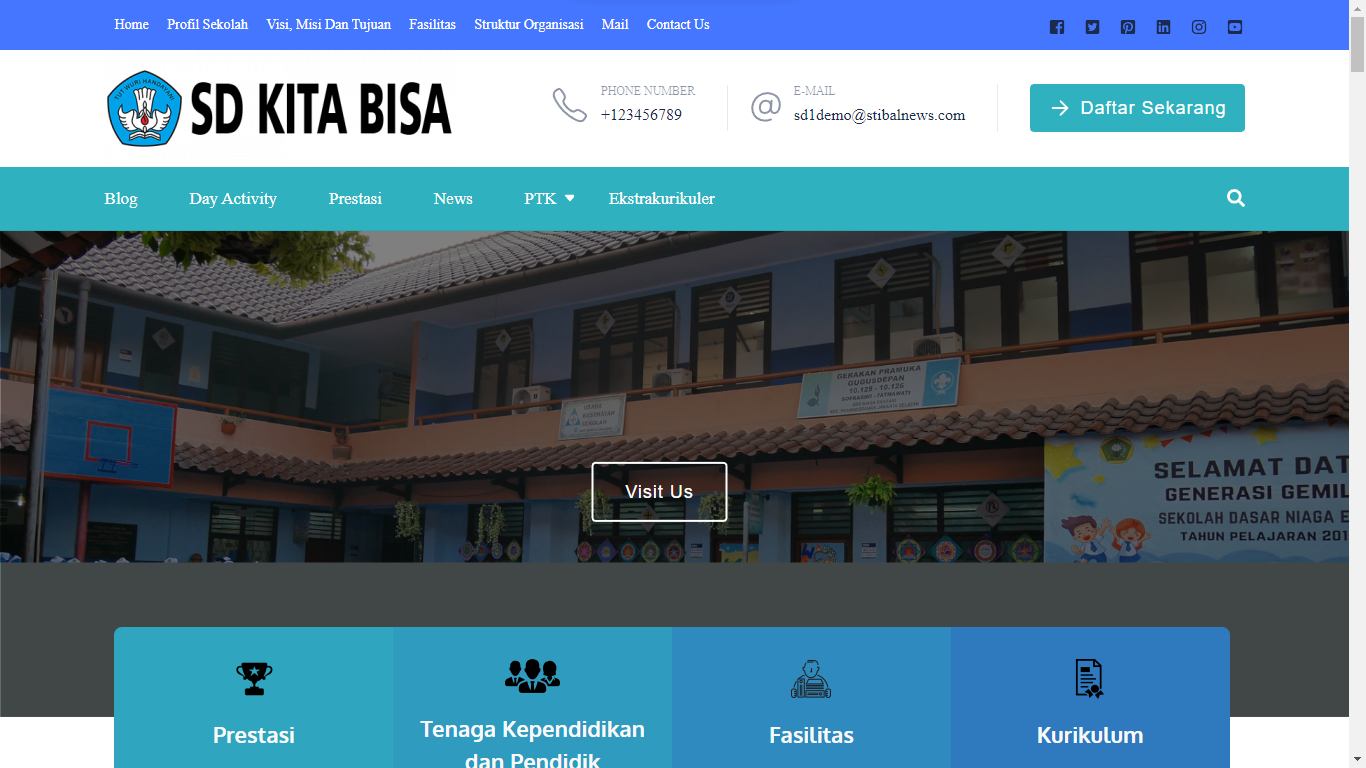 Home Profil Sekolah Visi, Misi Dan Tujuan Fasilitas Struktur Organisasi Mail Contact Us
TUT WURI HANDAYANI
SD KITA BISA
PHONE NUMBER
+123456789
E-MAIL
sd1demo@stibalnews.com
Daftar Sekarang
Blog Day Activity Prestasi News PTK Ekstrakurikuler
GERAKAN PRAMUKA
GUGUSDEPAN
10.125 - 10.126
USAHA
KESEHATAN
SEKOLAH
Visit Us
SELAMAT DAT
GENERASI GEMIL
SEKOLAH DASAR NIAGA E
TAHUN PELAJARAN 201
Prestasi
Tenaga Kependidikan
dan Pendidik
Fasilitas
Kurikulum